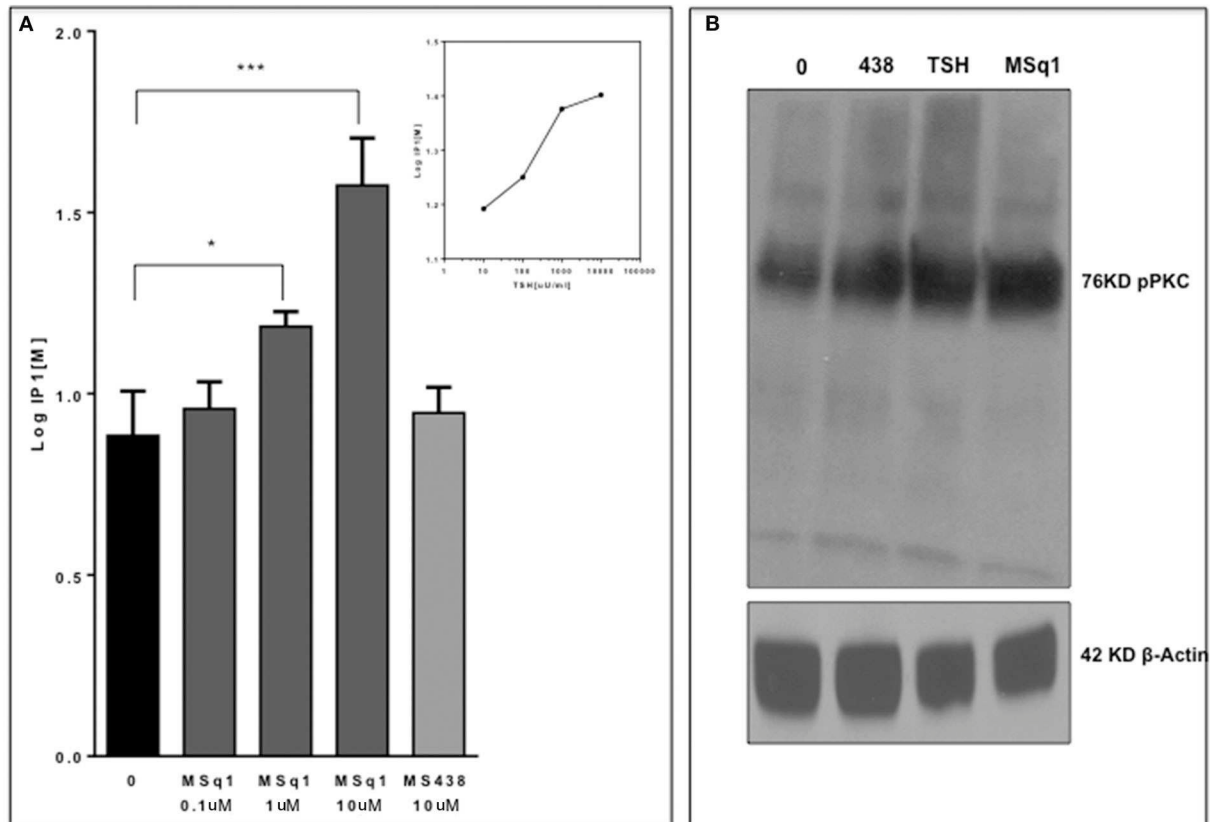 A
2.0
1.5
1.0
0.5
0.0
Log IP1[M]
***
*
0
MSq1
0.1uM
MSq1
1uM
MSq1
10uM
MS438
10uM
1.5
1.4
1.3
1.2
1.1
Log IP1[M]
1
10
100
1000
10000
100000
TSH[uU/ml]
B
0 438 TSH MSq1
76KD pPKC
42 KD β-Actin